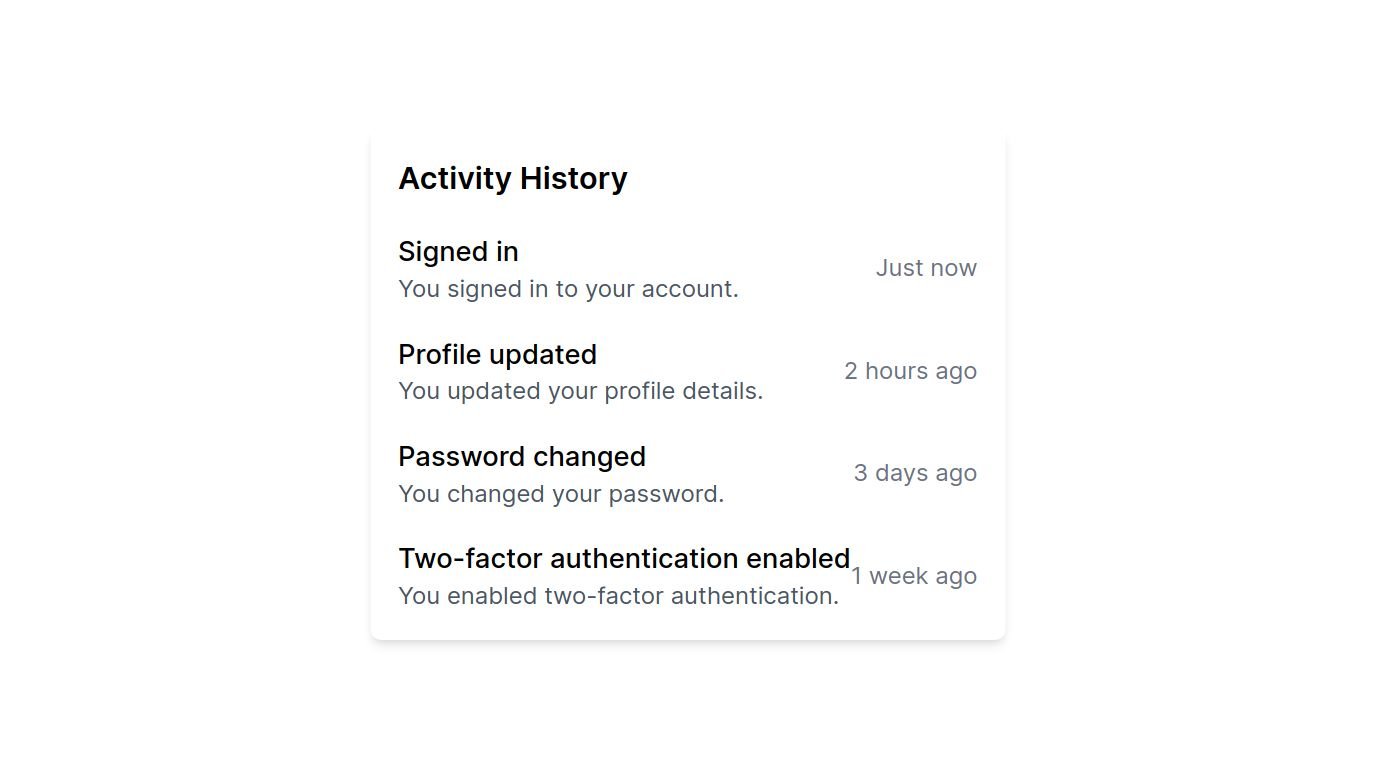 Activity History
Signed in
Just now
You signed in to your account.
Profile updated
2 hours ago
You updated your profile details.
Password changed
3 days ago
You changed your password.
Two-factor authentication enabled
1 week ago
You enabled two-factor authentication.